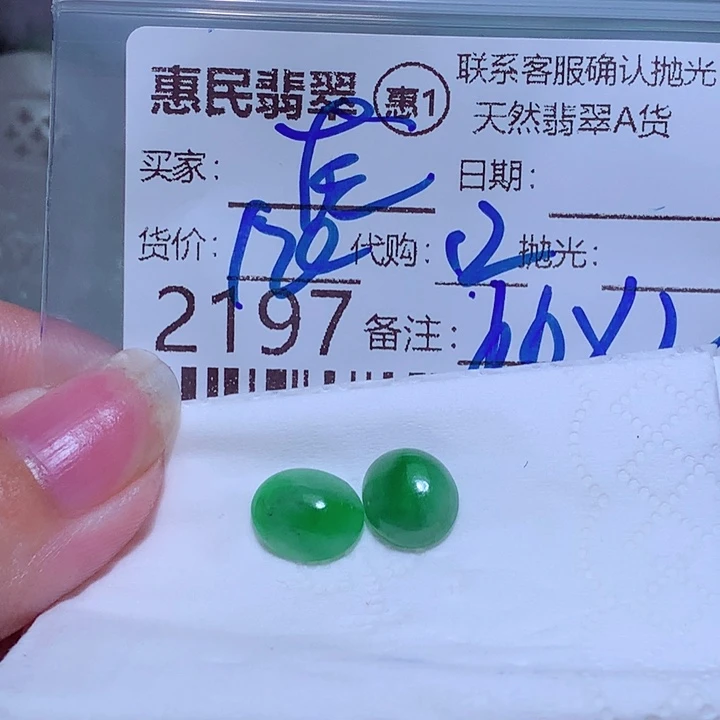 惠民翡翠 惠1 联系客服确认抛光
天然翡翠A货
买家: 日期:
货价: 代购: 2 抛光:
2197 备注: